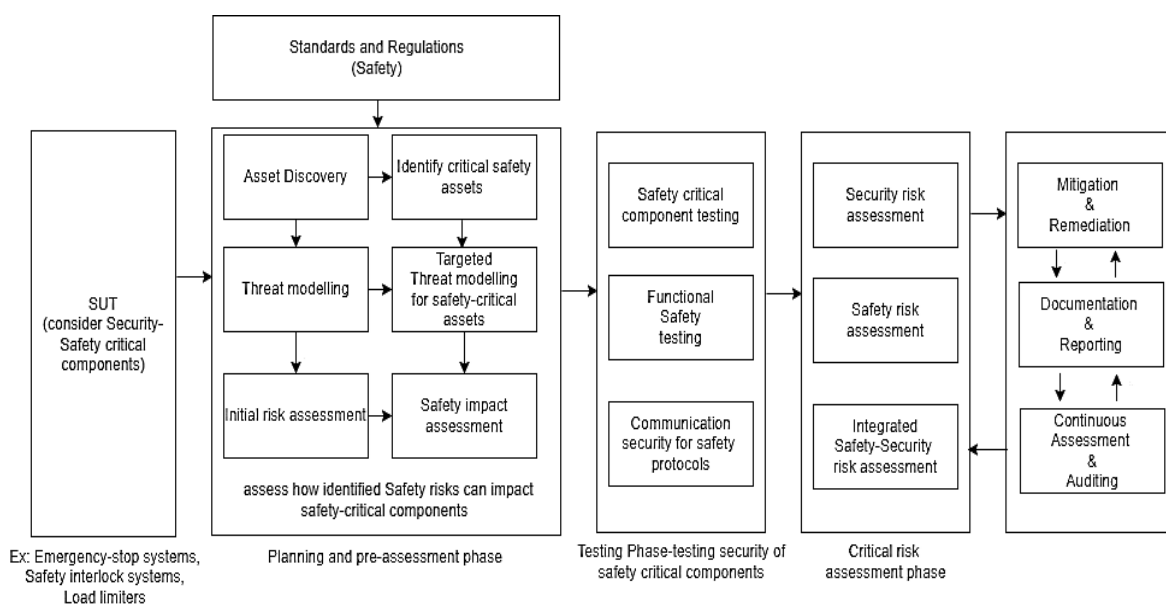 Standards and Regulations
(Safety)
SUT
(consider Security-
Safety critical
components)
Ex: Emergency-stop systems,
Safety interlock systems,
Load limiters
Asset Discovery
Identify critical safety
assets
Threat modelling
Targeted
Threat modelling
for safety-critical
assets
Initial risk assessment
Safety impact
assessment
assess how identified Safety risks can impact
safety-critical components
Planning and pre-assessment phase
Safety critical
component testing
Functional
Safety
testing
Communication
security for safety
protocols
Testing Phase-testing security of
safety critical components
Security risk
assessment
Safety risk
assessment
Integrated
Safety-Security
risk assessment
Critical risk
assessment phase
Mitigation
&
Remediation
Documentation
&
Reporting
Continuous
Assessment
&
Auditing